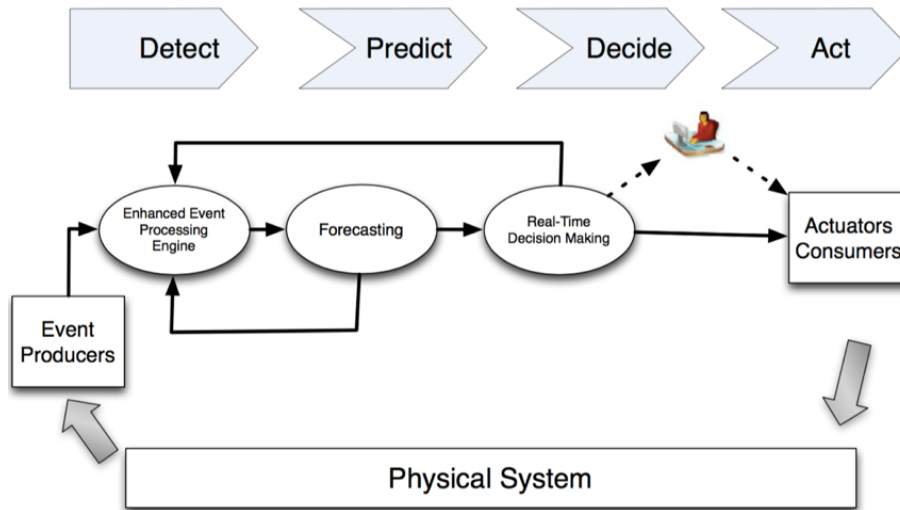 Detect
Predict
Decide
Act
Enhanced Event
Processing
Engine
Forecasting
Real-Time
Decision Making
Actuators
Consumers
Event
Producers
Physical System